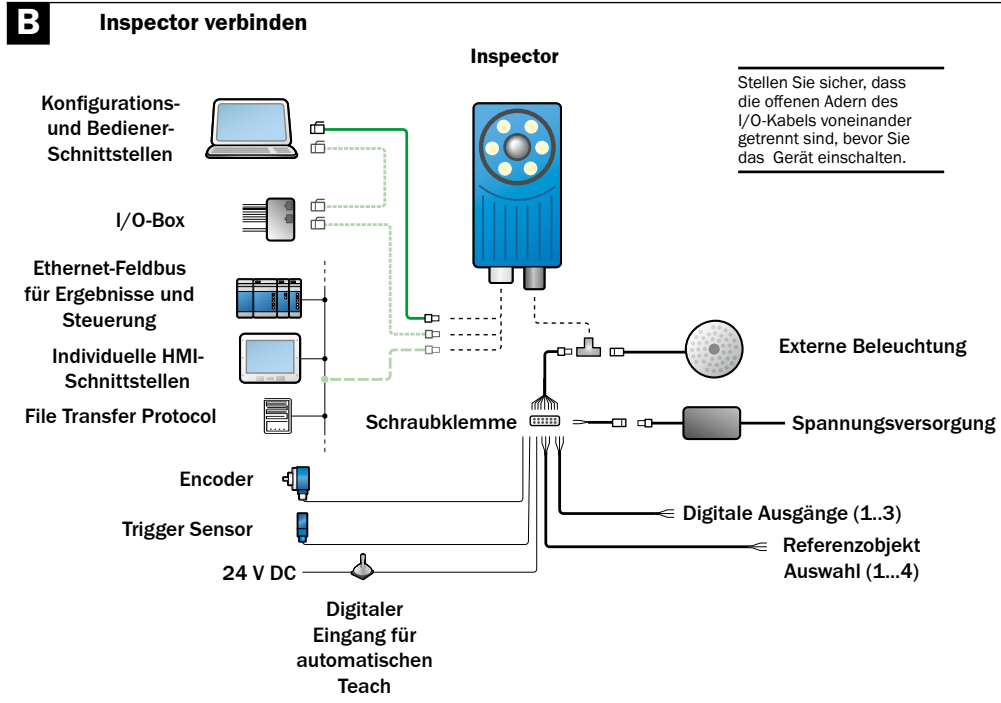 B
Inspector verbinden
Inspector
Stellen Sie sicher, dass
die offenen Adern des
I/O-Kabels voneinander
getrennt sind, bevor Sie
das Gerät einschalten.
Konfigurations-
und Bediener-
Schnittstellen
I/O-Box
Ethernet-Feldbus
für Ergebnisse und
Steuerung
Individuelle HMI-
Schnittstellen
File Transfer Protocol
Externe Beleuchtung
Schraubklemme
Spannungsversorgung
Encoder
Trigger Sensor
24 V DC
Digitaler
Eingang für
automatischen
Teach
Digitale Ausgänge (1..3)
Referenzobjekt
Auswahl (1...4)